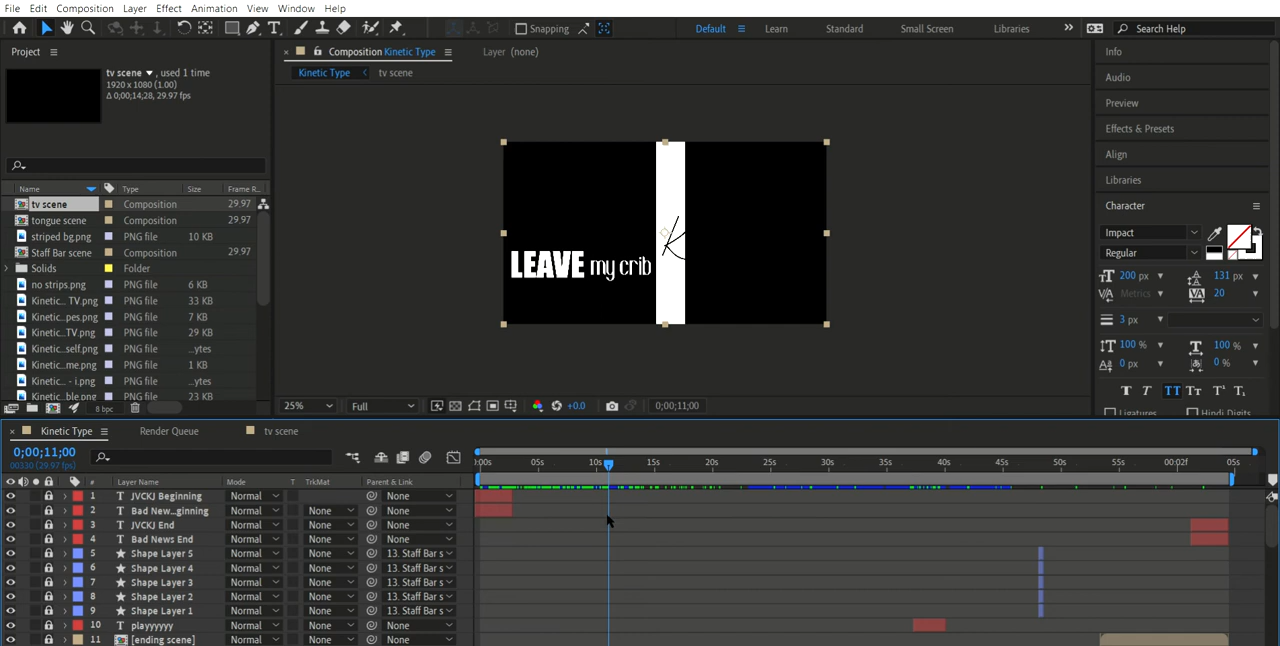 File Edit Composition Layer Effect Animation View Window Help
Snapping Default Learn Standard Small Screen Libraries Search Help
Project
tv scene , used 1 time
1920 x 1080 (1.00)
Δ 0;00;14;28, 29.97 fps
Name Type Size Frame R...
tv scene Composition 29.97
tongue scene Composition 29.97
striped bg.png PNG file 10 KB
Staff Bar scene Composition 29.97
Solids Folder
no strips.png PNG file 6 KB
Kinetic... TV.png PNG file 33 KB
Kinetic...pes.png PNG file 7 KB
Kinetic...TV.png PNG file 29 KB
Kinetic...self.png PNG file ...ytes
Kinetic...me.png PNG file 1 KB
Kinetic... - i.png PNG file ...ytes
Kinetic...ble.png PNG file 23 KB
8 bpc
Composition Kinetic Type Layer (none)
Kinetic Type tv scene
LEAVE my crib
25% Full +0.0 0;00;11;00
Info
Audio
Preview
Effects & Presets
Align
Libraries
Character
Impact
Regular
200 px 131 px
Metrics 20
3 px
100 % 100 %
0 px 0 %
T T TT Tt T¹ T₁
Ligatures Hindi Digits
Kinetic Type Render Queue tv scene
0;00;11;00
00330 (29.97 fps)
:00s 05s 10s 15s 20s 25s 30s 35s 40s 45s 00:02f 05s
# Layer Name Mode T TrkMat Parent & Link
1 T JVCKJ Beginning Normal None
2 T Bad New...ginning Normal None None
3 T JVCKJ End Normal None None
4 T Bad News End Normal None None
5 Shape Layer 5 Normal None 13. Staff Bar s
6 Shape Layer 4 Normal None 13. Staff Bar s
7 Shape Layer 3 Normal None 13. Staff Bar s
8 Shape Layer 2 Normal None 13. Staff Bar s
9 Shape Layer 1 Normal None 13. Staff Bar s
10 T playyyyyy Normal None None
11 [ending scene] Normal None None